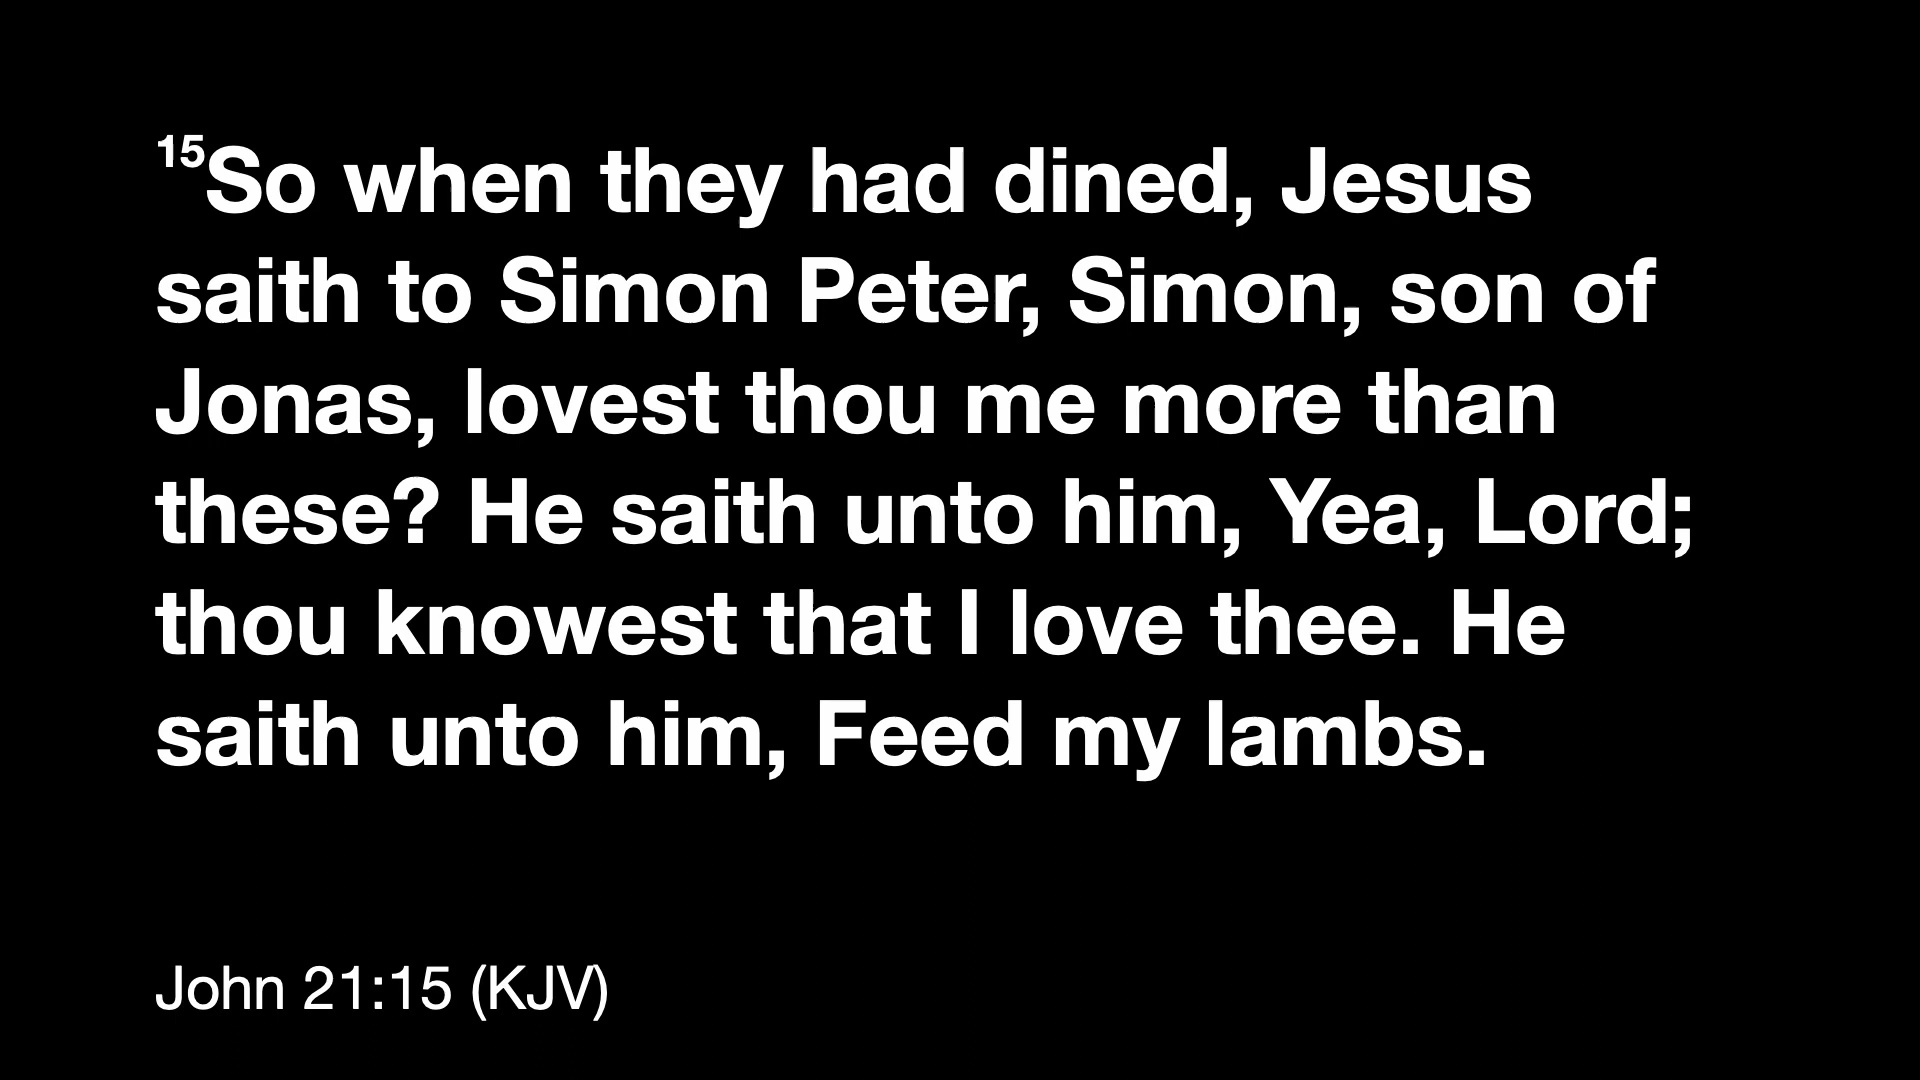 15So when they had dined, Jesus
saith to Simon Peter, Simon, son of
Jonas, lovest thou me more than
these? He saith unto him, Yea, Lord;
thou knowest that I love thee. He
saith unto him, Feed my lambs.
John 21:15 (KJV)